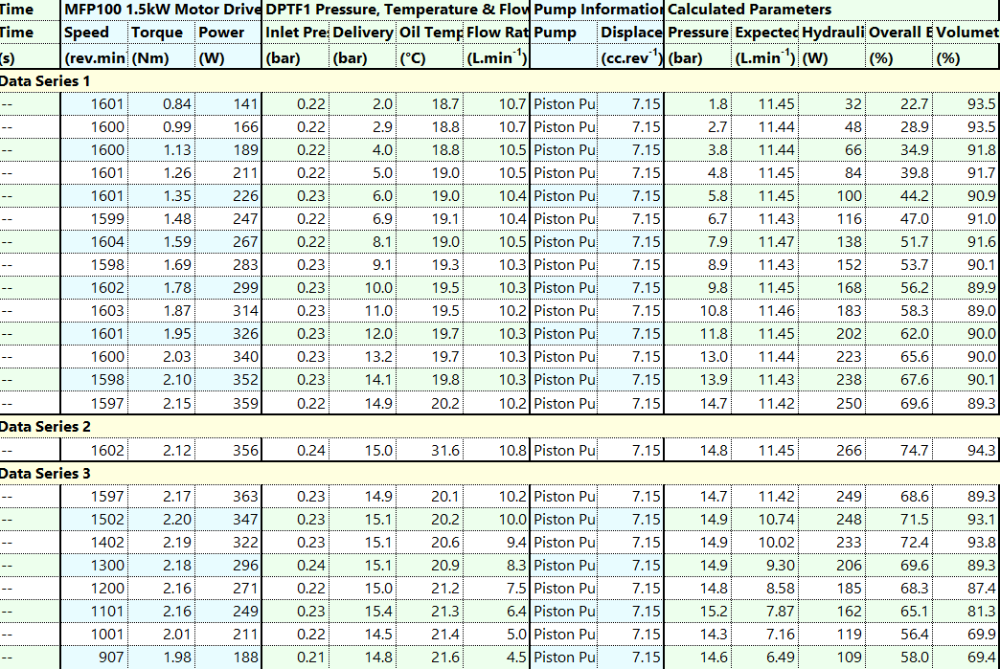 Time MFP100 1.5kW Motor Drive DPTF1 Pressure, Temperature & Flow Pump Information Calculated Parameters
Time Speed Torque Power Inlet Pre Delivery Oil Temp Flow Rat Pump Displace Pressure Expected Hydrauli Overall E Volumet
(s) (rev.min (Nm) (W) (bar) (bar) (°C) (L.min⁻¹) (cc.rev⁻¹) (bar) (L.min⁻¹) (W) (%) (%)
Data Series 1
-- 1601 0.84 141 0.22 2.0 18.7 10.7 Piston Pu 7.15 1.8 11.45 32 22.7 93.5
-- 1600 0.99 166 0.22 2.9 18.8 10.7 Piston Pu 7.15 2.7 11.44 48 28.9 93.5
-- 1600 1.13 189 0.22 4.0 18.8 10.5 Piston Pu 7.15 3.8 11.44 66 34.9 91.8
-- 1601 1.26 211 0.22 5.0 19.0 10.5 Piston Pu 7.15 4.8 11.45 84 39.8 91.7
-- 1601 1.35 226 0.23 6.0 19.0 10.4 Piston Pu 7.15 5.8 11.45 100 44.2 90.9
-- 1599 1.48 247 0.22 6.9 19.1 10.4 Piston Pu 7.15 6.7 11.43 116 47.0 91.0
-- 1604 1.59 267 0.22 8.1 19.0 10.5 Piston Pu 7.15 7.9 11.47 138 51.7 91.6
-- 1598 1.69 283 0.23 9.1 19.3 10.3 Piston Pu 7.15 8.9 11.43 152 53.7 90.1
-- 1602 1.78 299 0.23 10.0 19.5 10.3 Piston Pu 7.15 9.8 11.45 168 56.2 89.9
-- 1603 1.87 314 0.23 11.0 19.5 10.2 Piston Pu 7.15 10.8 11.46 183 58.3 89.0
-- 1601 1.95 326 0.23 12.0 19.7 10.3 Piston Pu 7.15 11.8 11.45 202 62.0 90.0
-- 1600 2.03 340 0.23 13.2 19.7 10.3 Piston Pu 7.15 13.0 11.44 223 65.6 90.0
-- 1598 2.10 352 0.23 14.1 19.8 10.3 Piston Pu 7.15 13.9 11.43 238 67.6 90.1
-- 1597 2.15 359 0.22 14.9 20.2 10.2 Piston Pu 7.15 14.7 11.42 250 69.6 89.3
Data Series 2
-- 1602 2.12 356 0.24 15.0 31.6 10.8 Piston Pu 7.15 14.8 11.45 266 74.7 94.3
Data Series 3
-- 1597 2.17 363 0.23 14.9 20.1 10.2 Piston Pu 7.15 14.7 11.42 249 68.6 89.3
-- 1502 2.20 347 0.23 15.1 20.2 10.0 Piston Pu 7.15 14.9 10.74 248 71.5 93.1
-- 1402 2.19 322 0.23 15.1 20.6 9.4 Piston Pu 7.15 14.9 10.02 233 72.4 93.8
-- 1300 2.18 296 0.24 15.1 20.9 8.3 Piston Pu 7.15 14.9 9.30 206 69.6 89.3
-- 1200 2.16 271 0.22 15.0 21.2 7.5 Piston Pu 7.15 14.8 8.58 185 68.3 87.4
-- 1101 2.16 249 0.23 15.4 21.3 6.4 Piston Pu 7.15 15.2 7.87 162 65.1 81.3
-- 1001 2.01 211 0.22 14.5 21.4 5.0 Piston Pu 7.15 14.3 7.16 119 56.4 69.9
-- 907 1.98 188 0.21 14.8 21.6 4.5 Piston Pu 7.15 14.6 6.49 109 58.0 69.4